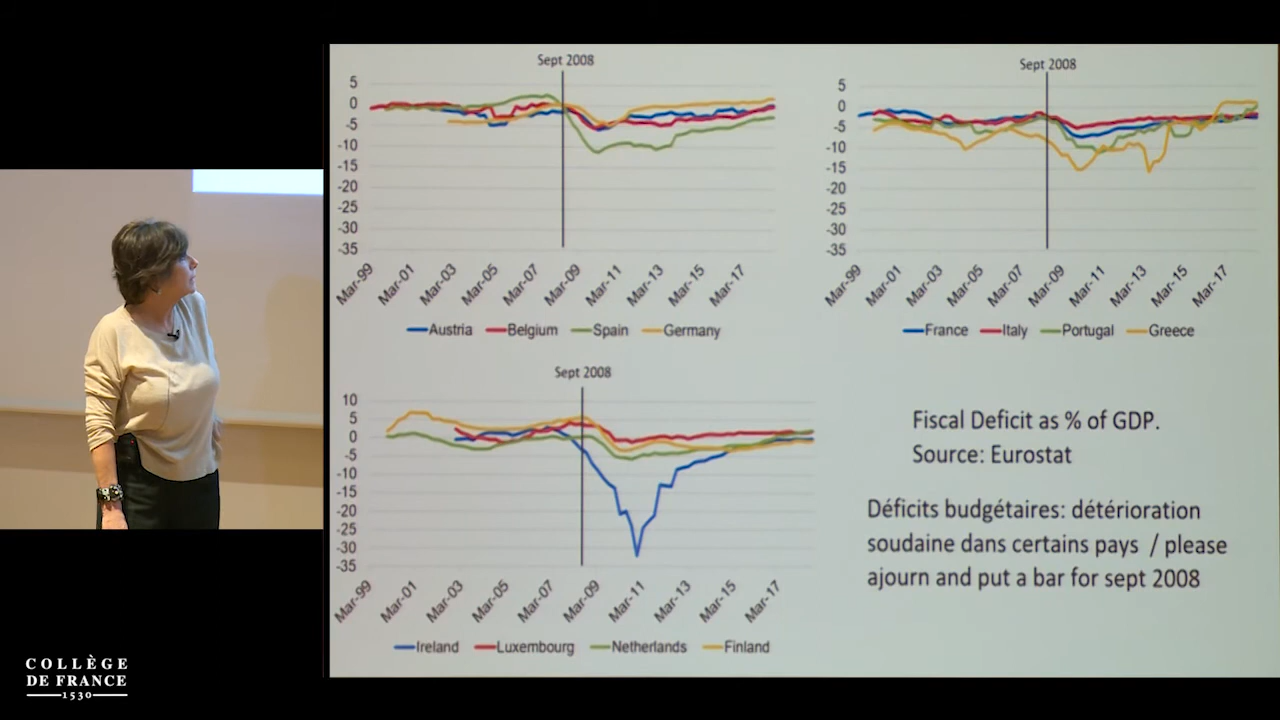 Sept 2008
5
0
-5
-10
-15
-20
-25
-30
-35
Mar-99
Mar-01
Mar-03
Mar-05
Mar-07
Mar-09
Mar-11
Mar-13
Mar-15
Mar-17
Austria Belgium Spain Germany
Sept 2008
5
0
-5
-10
-15
-20
-25
-30
-35
Mar-99
Mar-01
Mar-03
Mar-05
Mar-07
Mar-09
Mar-11
Mar-13
Mar-15
Mar-17
France Italy Portugal Greece
Sept 2008
10
5
0
-5
-10
-15
-20
-25
-30
-35
Mar-99
Mar-01
Mar-03
Mar-05
Mar-07
Mar-09
Mar-11
Mar-13
Mar-15
Mar-17
Ireland Luxembourg Netherlands Finland
Fiscal Deficit as % of GDP.
Source: Eurostat
Déficits budgétaires: détérioration
soudaine dans certains pays / please
ajourn and put a bar for sept 2008
COLLÈGE
DE FRANCE
1530